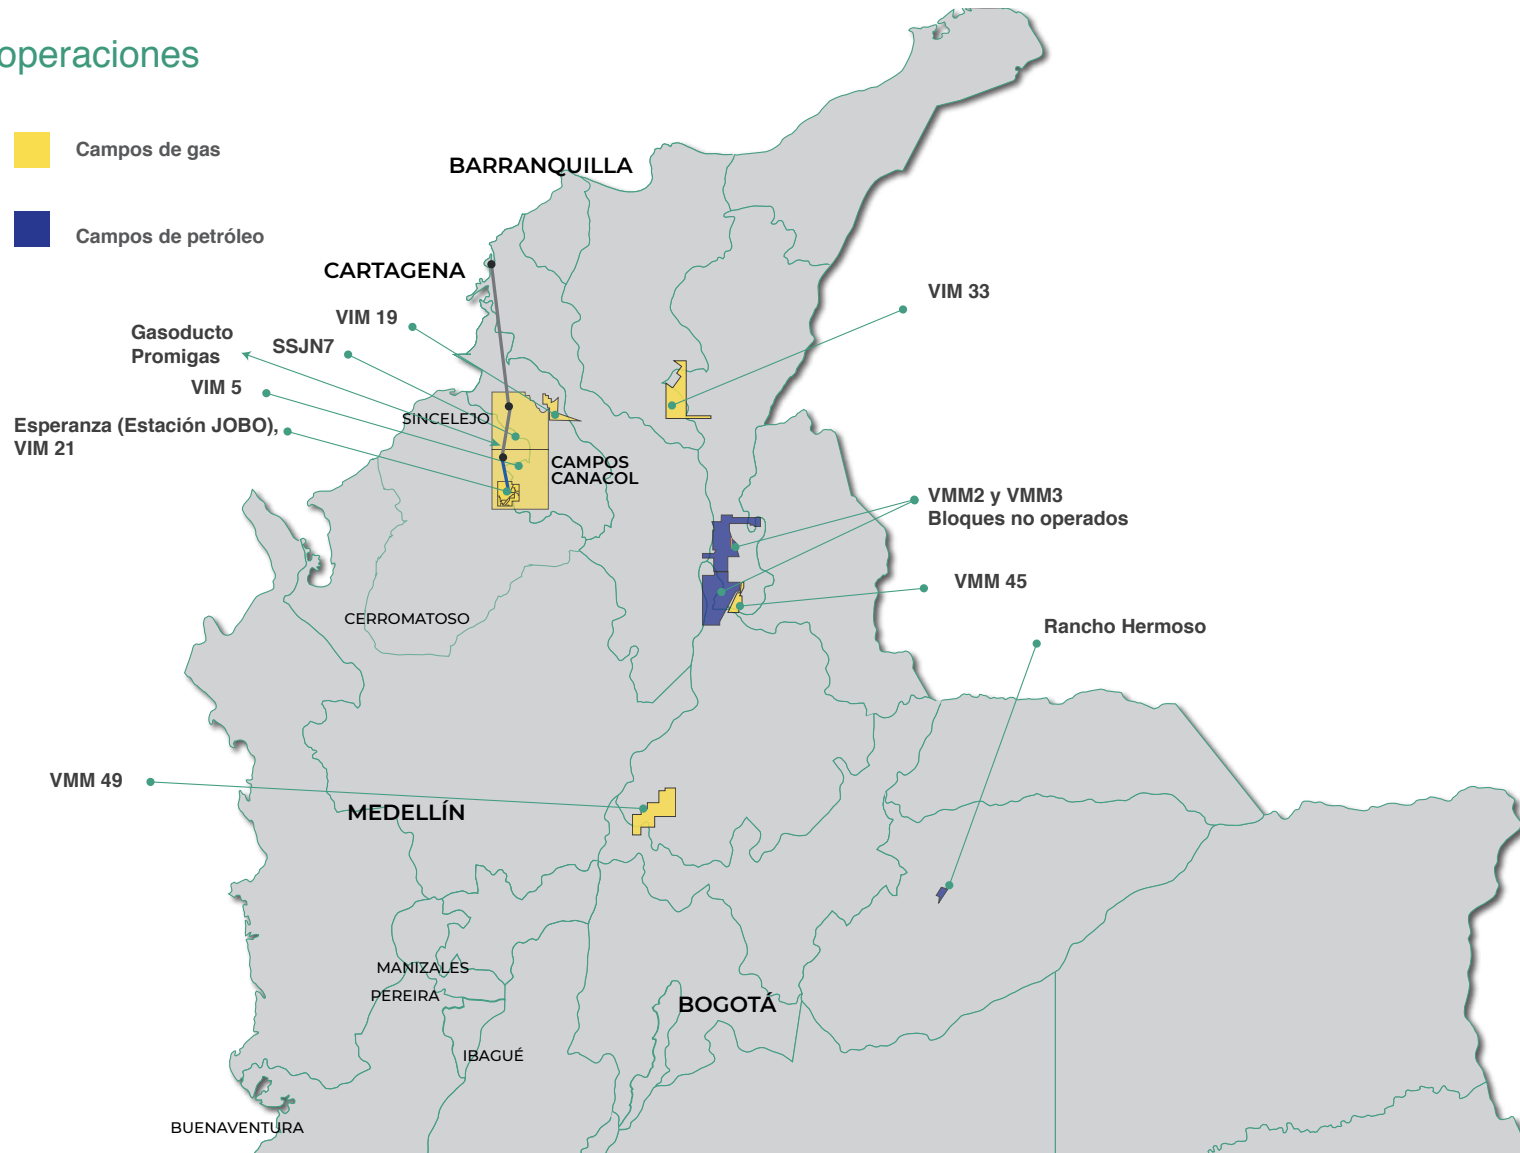 operaciones
Campos de gas
Campos de petróleo
BARRANQUILLA
CARTAGENA
VIM 33
VIM 19
Gasoducto
Promigas
SSJN7
VIM 5
SINCELEJO
Esperanza (Estación JOBO),
VIM 21
CAMPOS
CANACOL
VMM2 y VMM3
Bloques no operados
VMM 45
CERROMATOSO
Rancho Hermoso
VMM 49
MEDELLÍN
MANIZALES
PEREIRA
BOGOTÁ
IBAGUÉ
BUENAVENTURA